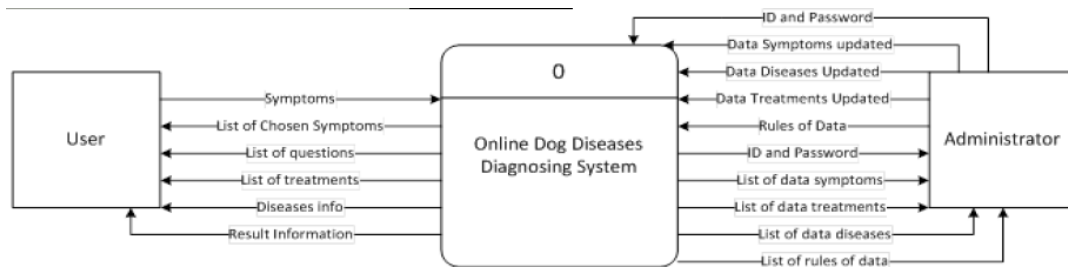 ID and Password
Data Symptoms updated
0
Data Diseases Updated
Symptoms
Data Treatments Updated
User
List of Chosen Symptoms
Rules of Data
Online Dog Diseases
Diagnosing System
Administrator
List of questions
ID and Password
List of treatments
List of data symptoms
Diseases info
List of data treatments
Result Information
List of data diseases
List of rules of data